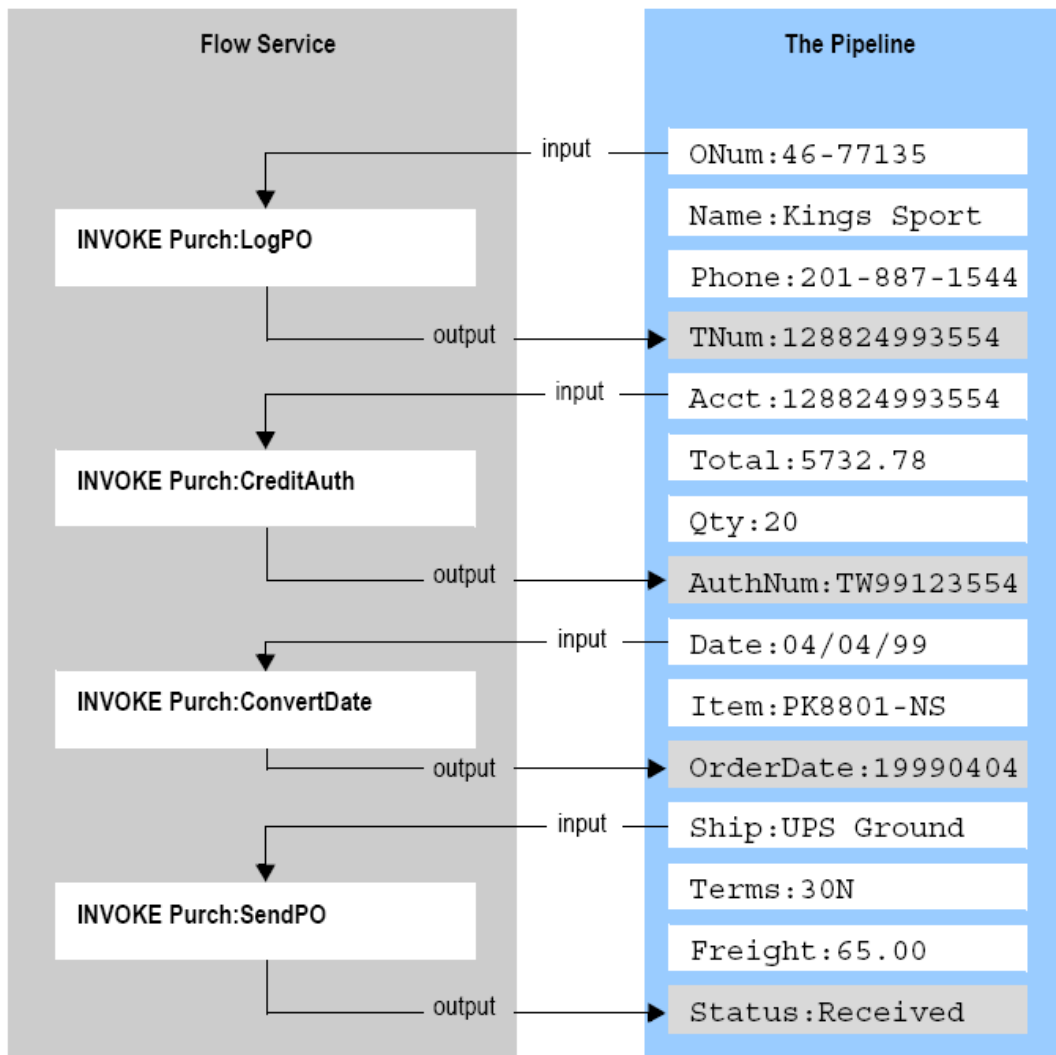 Flow Service
The Pipeline
input
ONum:46-77135
Name:Kings Sport
INVOKE Purch:LogPO
Phone:201-887-1544
output
TNum:128824993554
input
Acct:128824993554
Total:5732.78
INVOKE Purch:CreditAuth
Qty:20
output
AuthNum:TW99123554
input
Date:04/04/99
INVOKE Purch:ConvertDate
Item:PK8801-NS
output
OrderDate:19990404
input
Ship:UPS Ground
Terms:30N
INVOKE Purch:SendPO
Freight:65.00
output
Status:Received